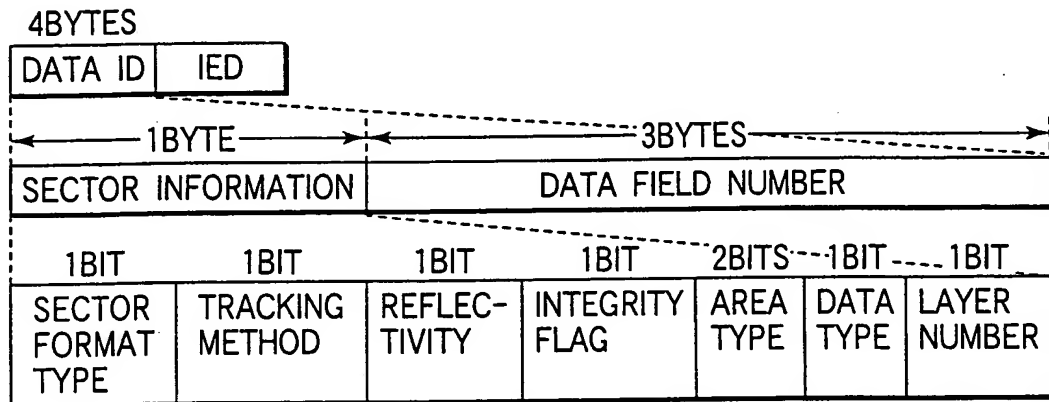 4BYTES
DATA ID IED
1BYTE 3BYTES
SECTOR INFORMATION DATA FIELD NUMBER
1BIT 1BIT 1BIT 1BIT 2BITS 1BIT 1BIT
SECTOR FORMAT TYPE TRACKING METHOD REFLEC-TIVITY INTEGRITY FLAG AREA TYPE DATA TYPE LAYER NUMBER